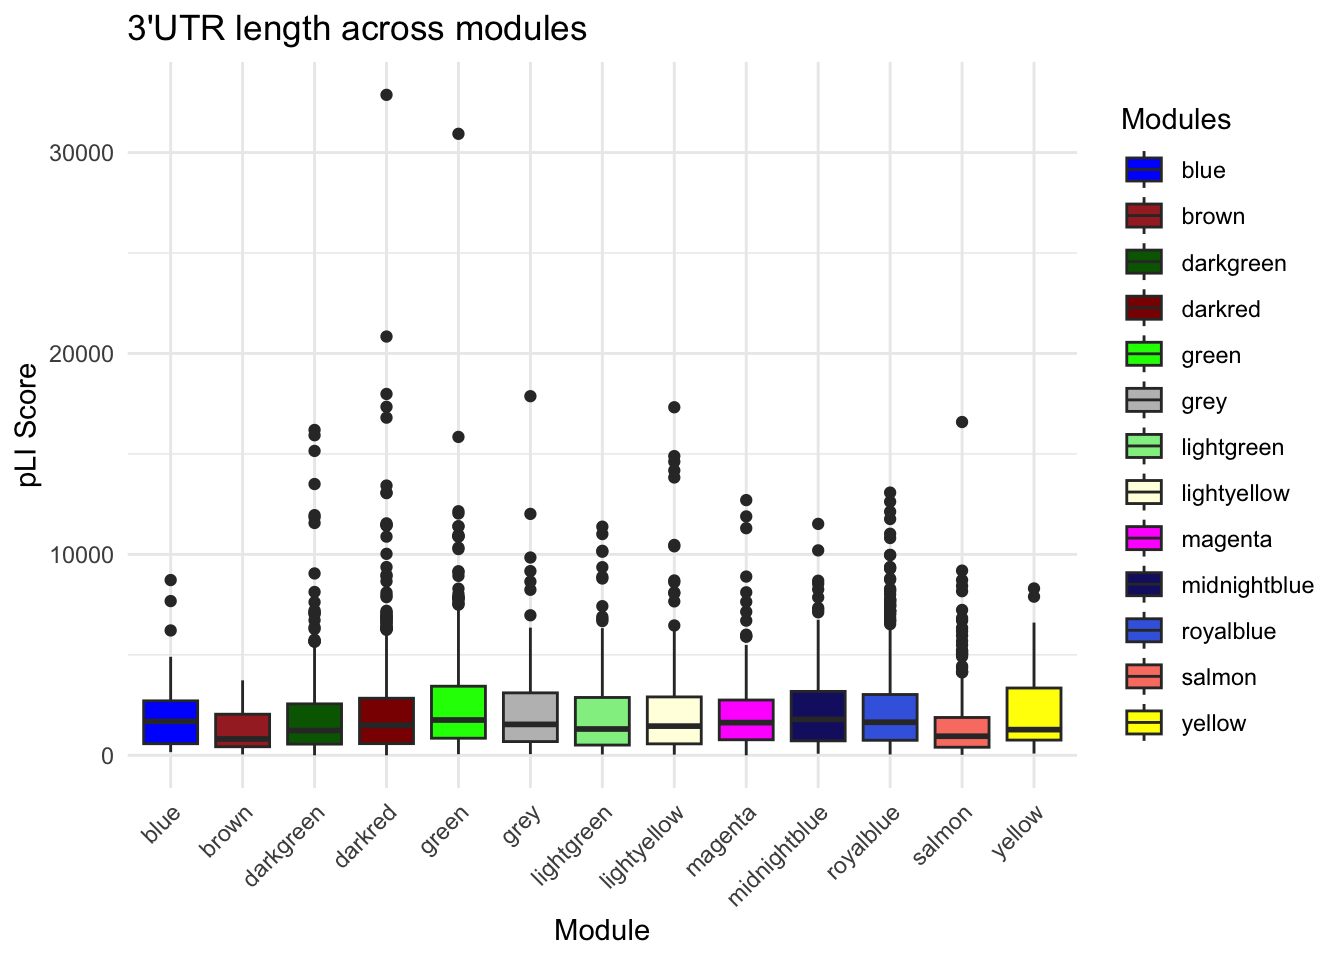 3'UTR length across modules
pLI Score
30000
20000
10000
0
blue
brown
darkgreen
darkred
green
grey
lightgreen
lightyellow
magenta
midnightblue
royalblue
salmon
yellow
Module
Modules
blue
brown
darkgreen
darkred
green
grey
lightgreen
lightyellow
magenta
midnightblue
royalblue
salmon
yellow